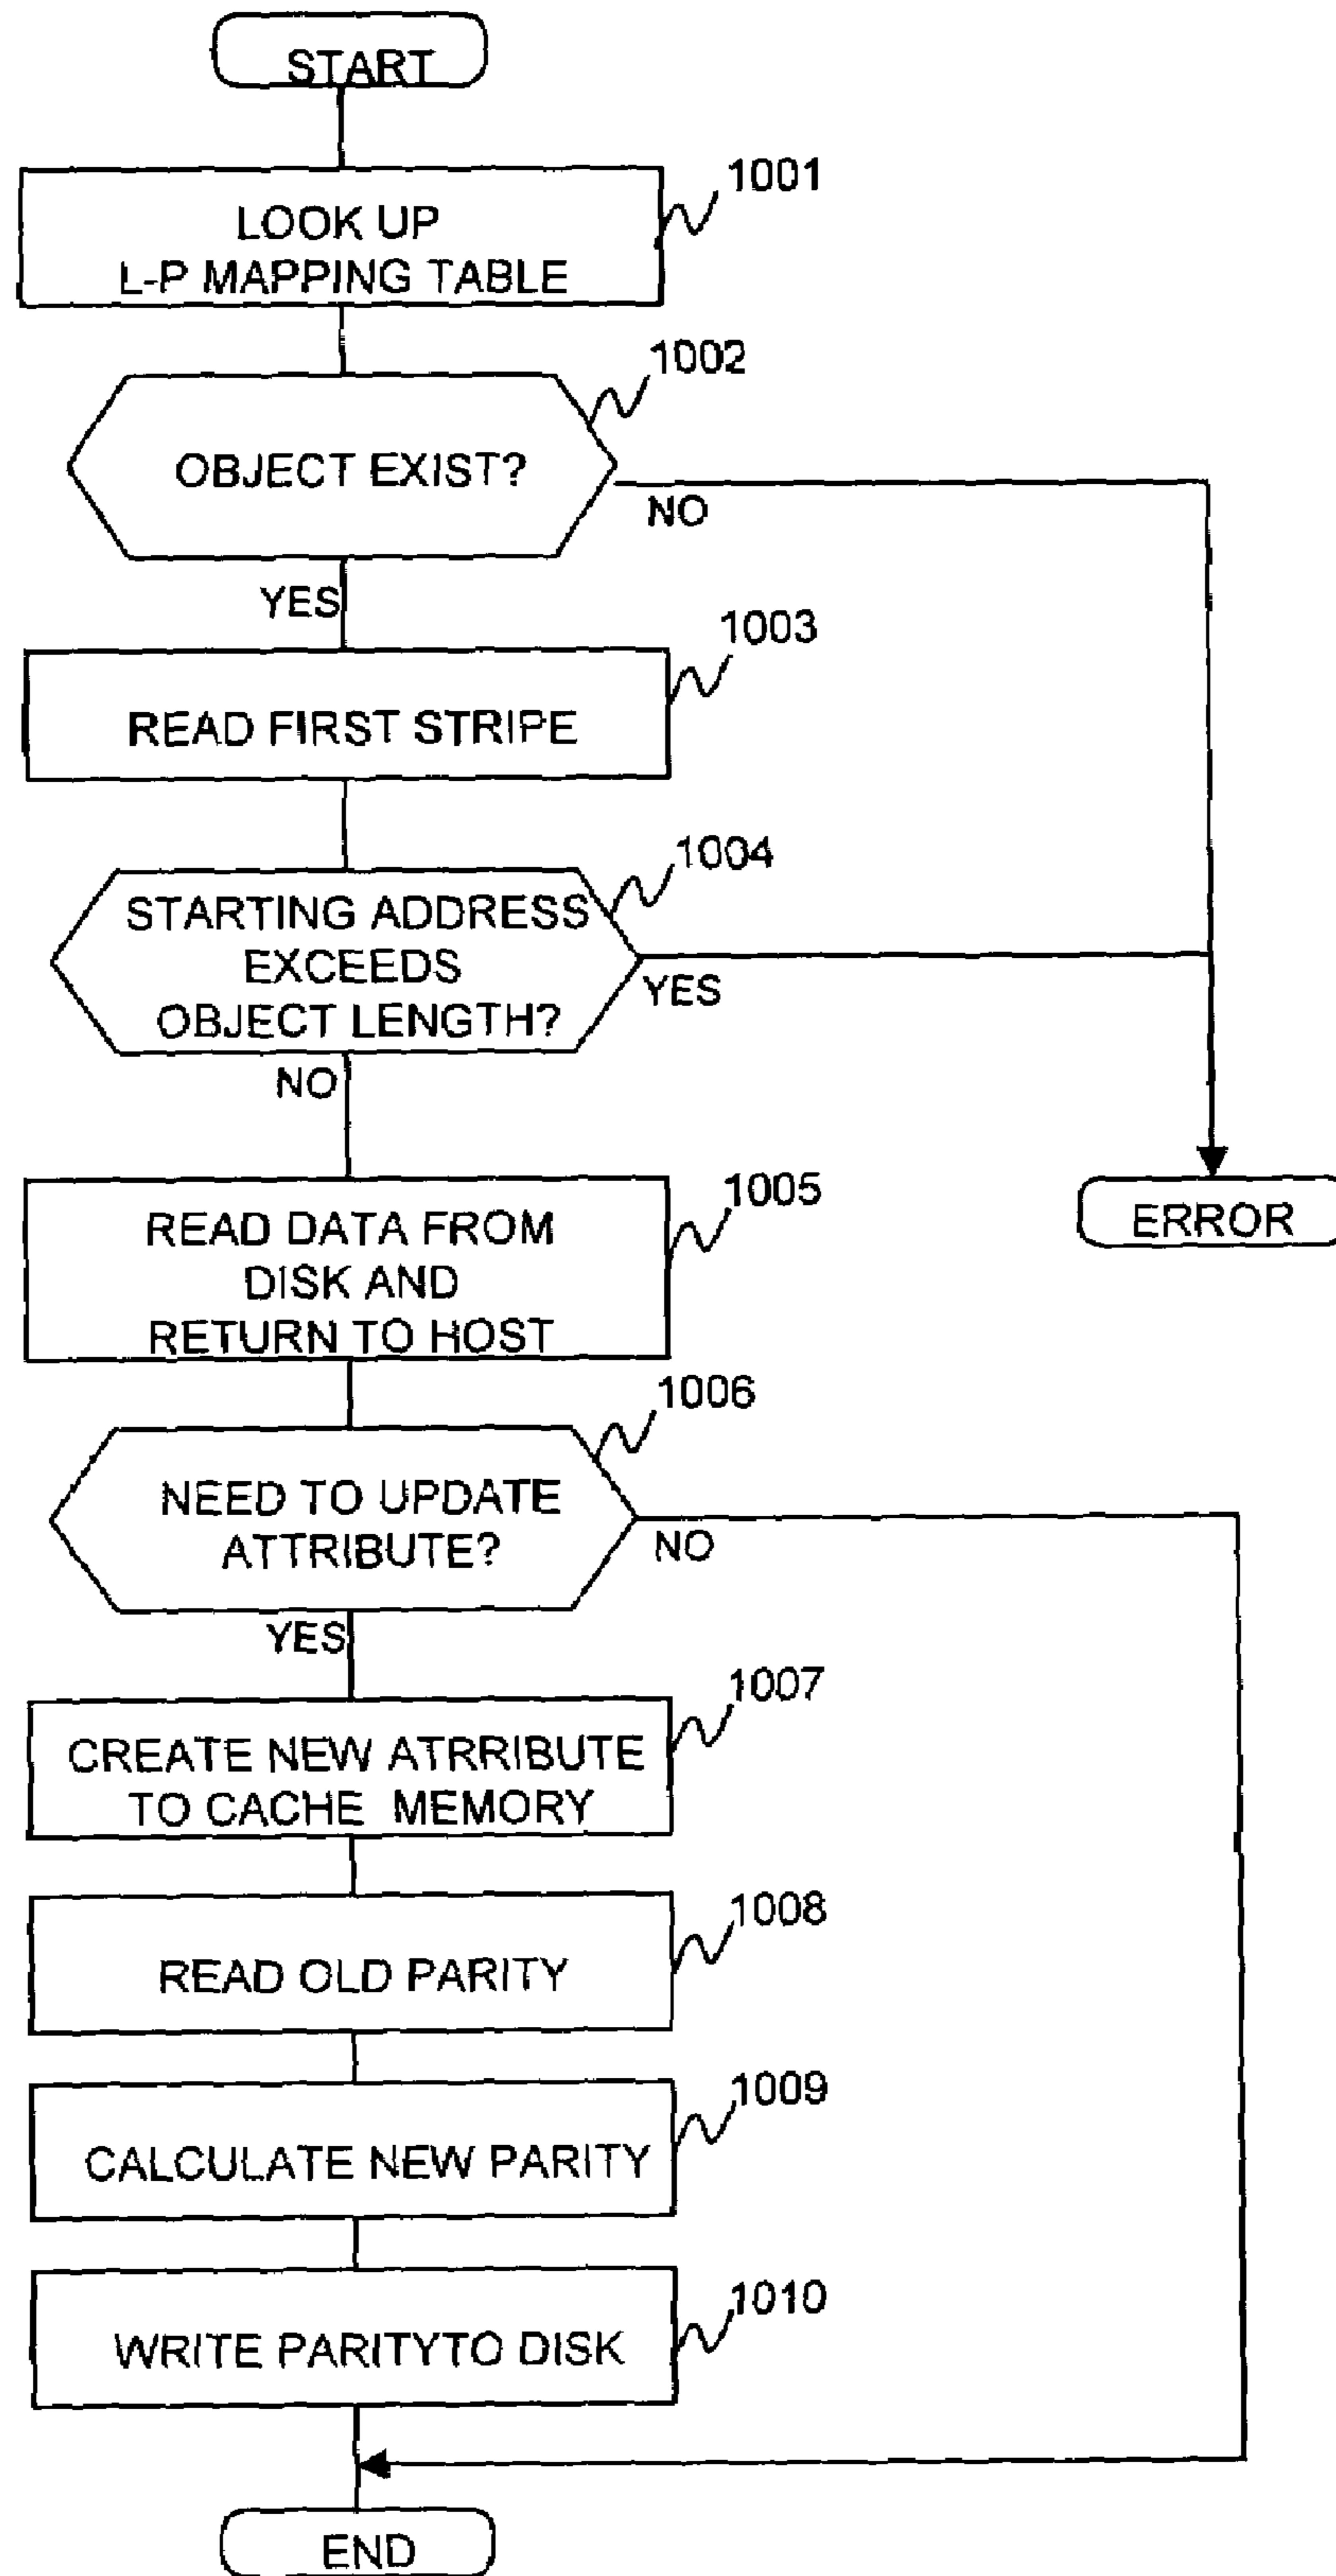 START
1001
LOOK UP
L-P MAPPING TABLE
1002
OBJECT EXIST?
NO
YES
1003
READ FIRST STRIPE
1004
STARTING ADDRESS
EXCEEDS
OBJECT LENGTH?
YES
NO
1005
READ DATA FROM
DISK AND
RETURN TO HOST
ERROR
1006
NEED TO UPDATE
ATTRIBUTE?
NO
YES
1007
CREATE NEW ATRRIBUTE
TO CACHE MEMORY
1008
READ OLD PARITY
1009
CALCULATE NEW PARITY
1010
WRITE PARITYTO DISK
END